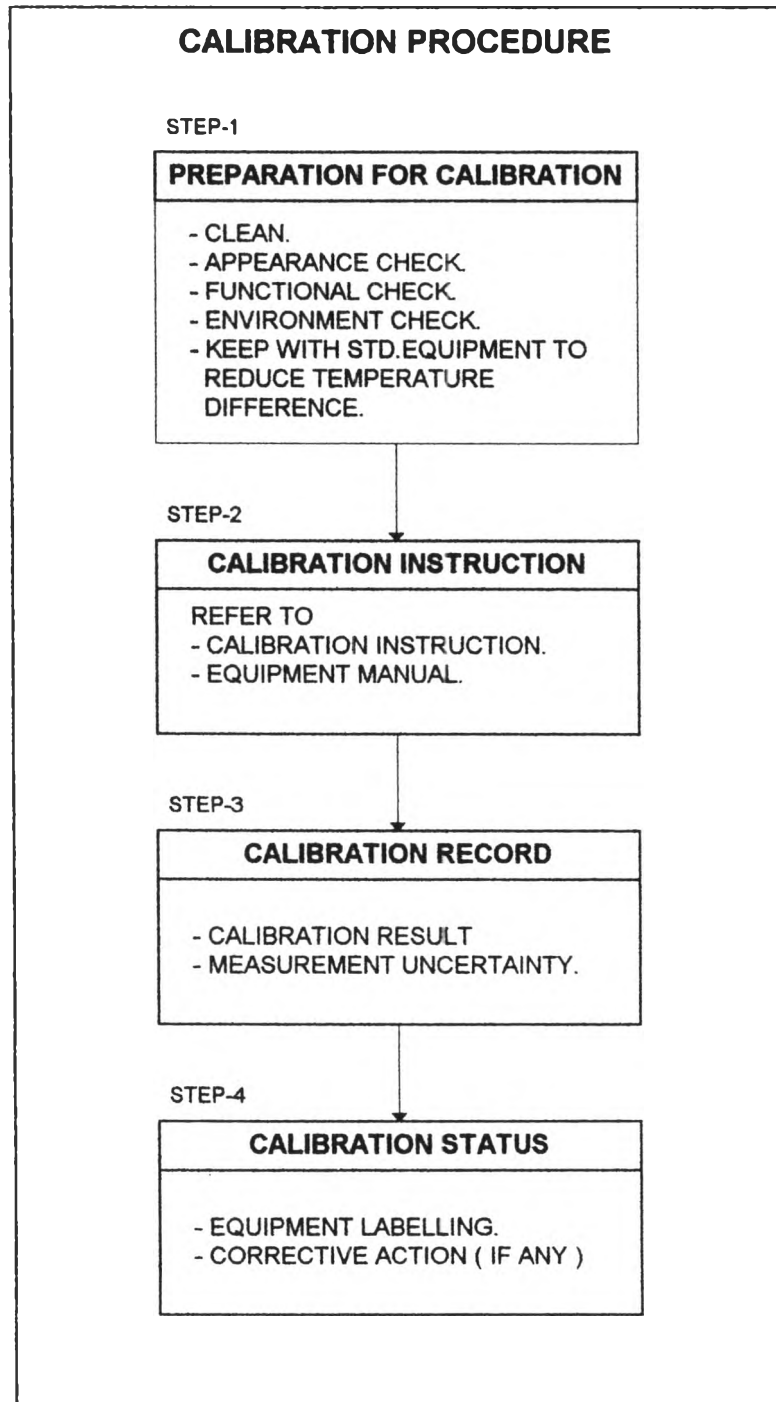 CALIBRATION PROCEDURE
STEP-1
PREPARATION FOR CALIBRATION
- CLEAN.
- APPEARANCE CHECK.
- FUNCTIONAL CHECK.
- ENVIRONMENT CHECK.
- KEEP WITH STD.EQUIPMENT TO
REDUCE TEMPERATURE
DIFFERENCE.
STEP-2
CALIBRATION INSTRUCTION
REFER TO
- CALIBRATION INSTRUCTION.
- EQUIPMENT MANUAL.
STEP-3
CALIBRATION RECORD
- CALIBRATION RESULT
- MEASUREMENT UNCERTAINTY.
STEP-4
CALIBRATION STATUS
- EQUIPMENT LABELLING.
- CORRECTIVE ACTION ( IF ANY )